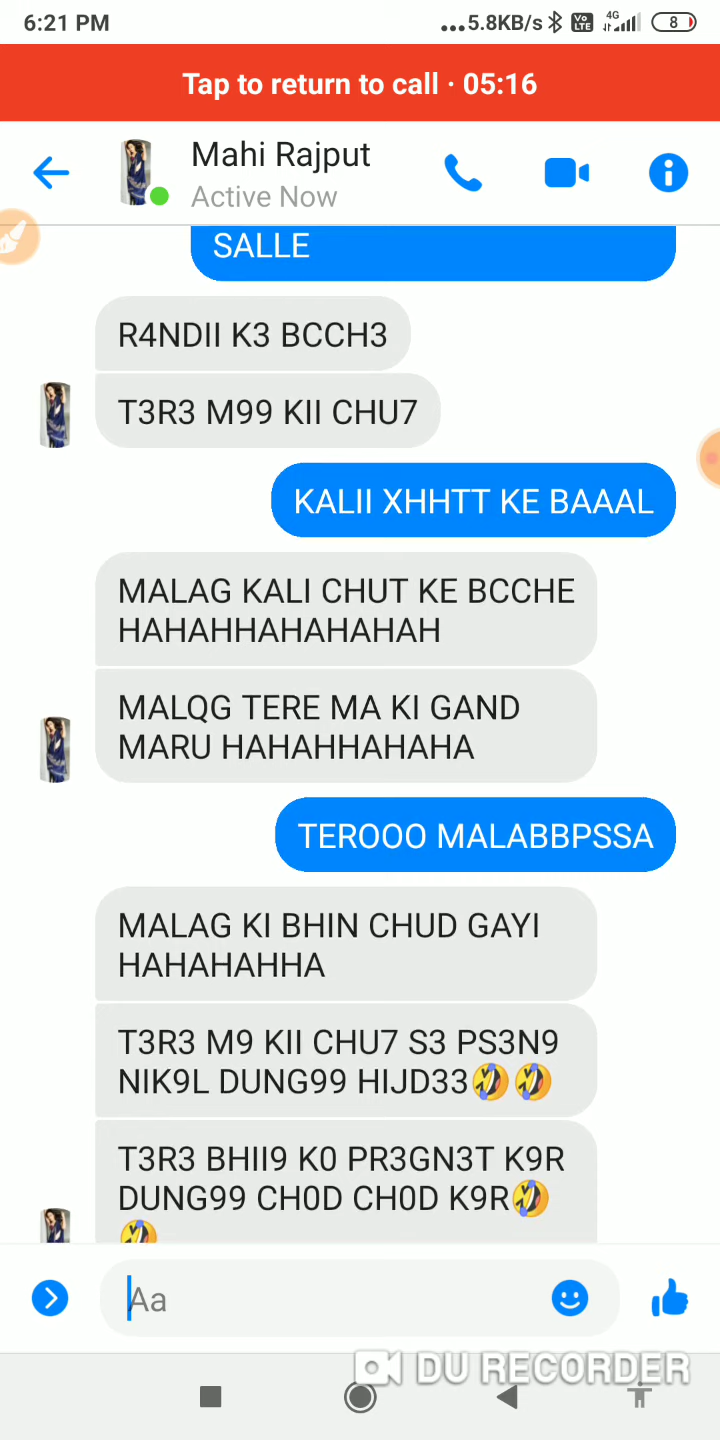 6:21 PM
...5.8KB/s
Vo
LTE
4G
8
Tap to return to call · 05:16
Mahi Rajput
Active Now
SALLE
R4NDII K3 BCCH3
T3R3 M99 KII CHU7
KALII XHHTT KE BAAAL
MALAG KALI CHUT KE BCCHE
HAHAHHAHAHAHAH
MALQG TERE MA KI GAND
MARU HAHAHHAHAHA
TEROOO MALABBPSSA
MALAG KI BHIN CHUD GAYI
HAHAHAHHA
T3R3 M9 KII CHU7 S3 PS3N9
NIK9L DUNG99 HIJD33🤣🤣
T3R3 BHII9 K0 PR3GN3T K9R
DUNG99 CH0D CH0D K9R🤣
🤣
Aa
DU RECORDER